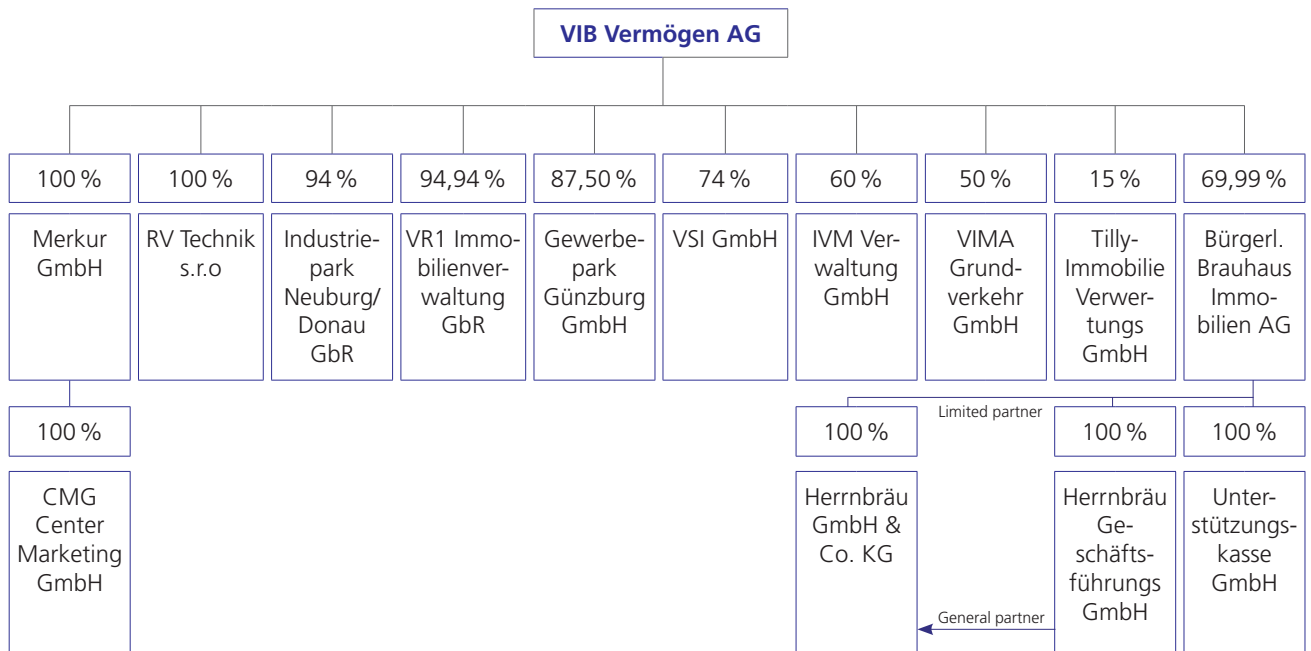 VIB Vermögen AG
100 %
100 %
94 %
94,94 %
87,50 %
74 %
60 %
50 %
15 %
69,99 %
Merkur
GmbH
RV Technik
s.r.o
Industrie-
park
Neuburg/
Donau
GbR
VR1 Immo-
bilienver-
waltung
GbR
Gewerbe-
park
Günzburg
GmbH
VSI GmbH
IVM Ver-
waltung
GmbH
VIMA
Grund-
verkehr
GmbH
Tilly-
Immobilie
Verwer-
tungs
GmbH
Bürgerl.
Brauhaus
Immo-
bilien AG
Limited partner
100 %
100 %
100 %
100 %
CMG
Center
Marketing
GmbH
Herrnbräu
GmbH &
Co. KG
Herrnbräu
Ge-
schäfts-
führungs
GmbH
Unter-
stützungs-
kasse
GmbH
General partner